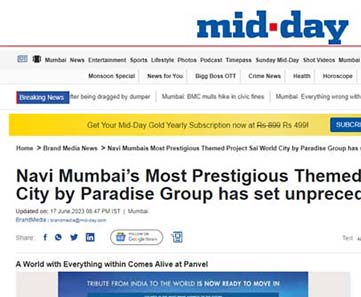 mid-day
Mumbai News Entertainment Sports Lifestyle Photos Podcast Timepass Sunday Mid-Day Shot Videos Mumbai
Monsoon Special News for You Bigg Boss OTT Crime News Health Horoscope
Breaking News fter being dragged by dumper Mumbai: BMC mulls hike in civic fines Mumbai: Everything wrong with
Get Your Mid-Day Gold Yearly Subscription now at Rs 899 Rs 499! SUBSCRI
Home > Brand Media News > Navi Mumbais Most Prestigious Themed Project Sai World City by Paradise Group has
Navi Mumbai's Most Prestigious Themed
City by Paradise Group has set unpreced
Updated on: 17 June,2023 08:47 PM IST | Mumbai
BrandMedia | brandmedia@mid-day.com
Share: FOLLOW ON
Google News
A World with Everything within Comes Alive at Panvel
TRIBUTE FROM INDIA TO THE WORLD IS NOW READY TO MOVE IN